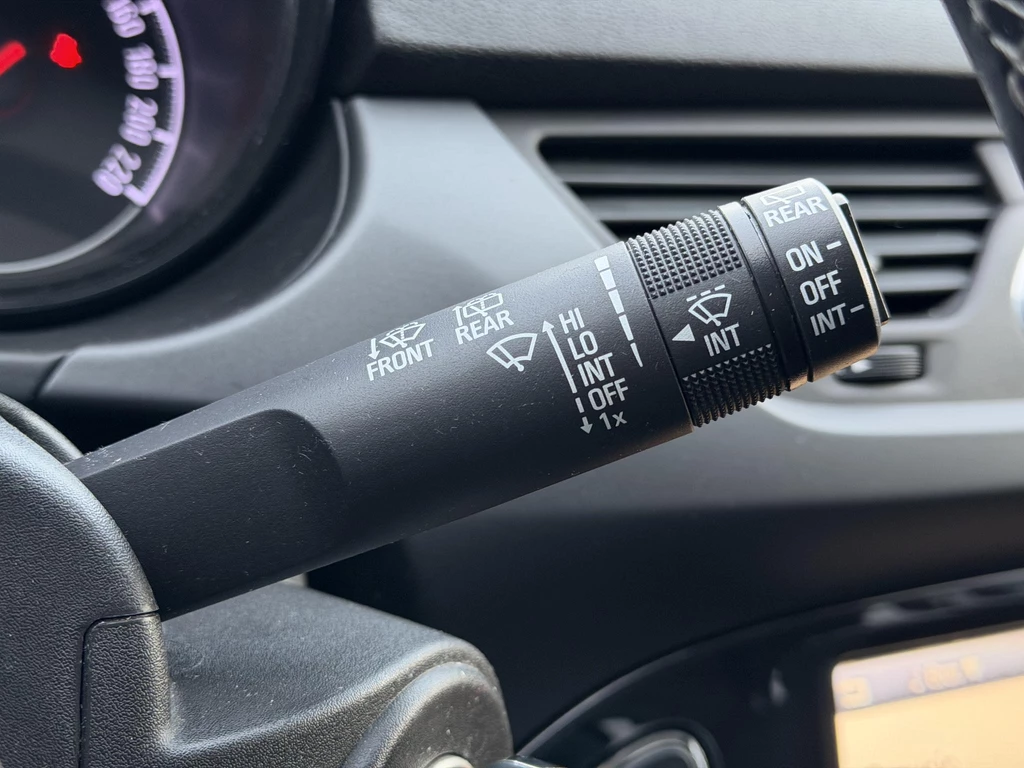 160
180
200
220
FRONT
REAR
HI
LO
INT
OFF
1x
INT
REAR
ON
OFF
INT